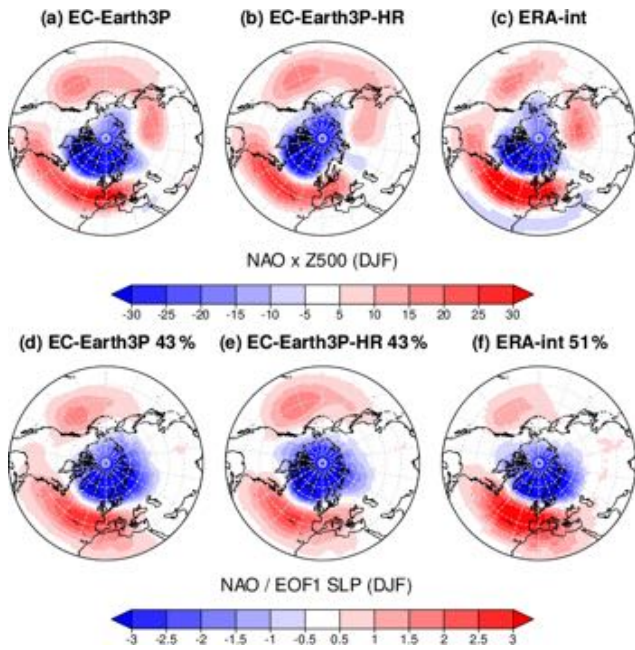 (a) EC-Earth3P (b) EC-Earth3P-HR (c) ERA-int
NAO x Z500 (DJF)
-30 -25 -20 -15 -10 -5 5 10 15 20 25 30
(d) EC-Earth3P 43% (e) EC-Earth3P-HR 43% (f) ERA-int 51%
NAO / EOF1 SLP (DJF)
-3 -2.5 -2 -1.5 -1 -0.5 0.5 1 1.5 2 2.5 3